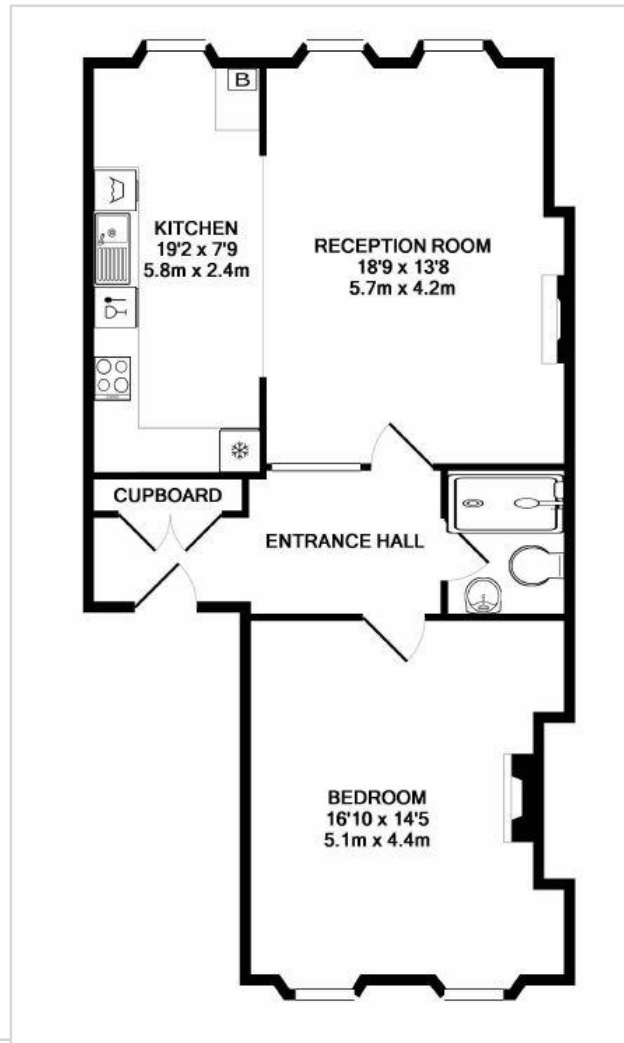 B
KITCHEN
19'2 x 7'9
5.8m x 2.4m
RECEPTION ROOM
18'9 x 13'8
5.7m x 4.2m
CUPBOARD
ENTRANCE HALL
BEDROOM
16'10 x 14'5
5.1m x 4.4m